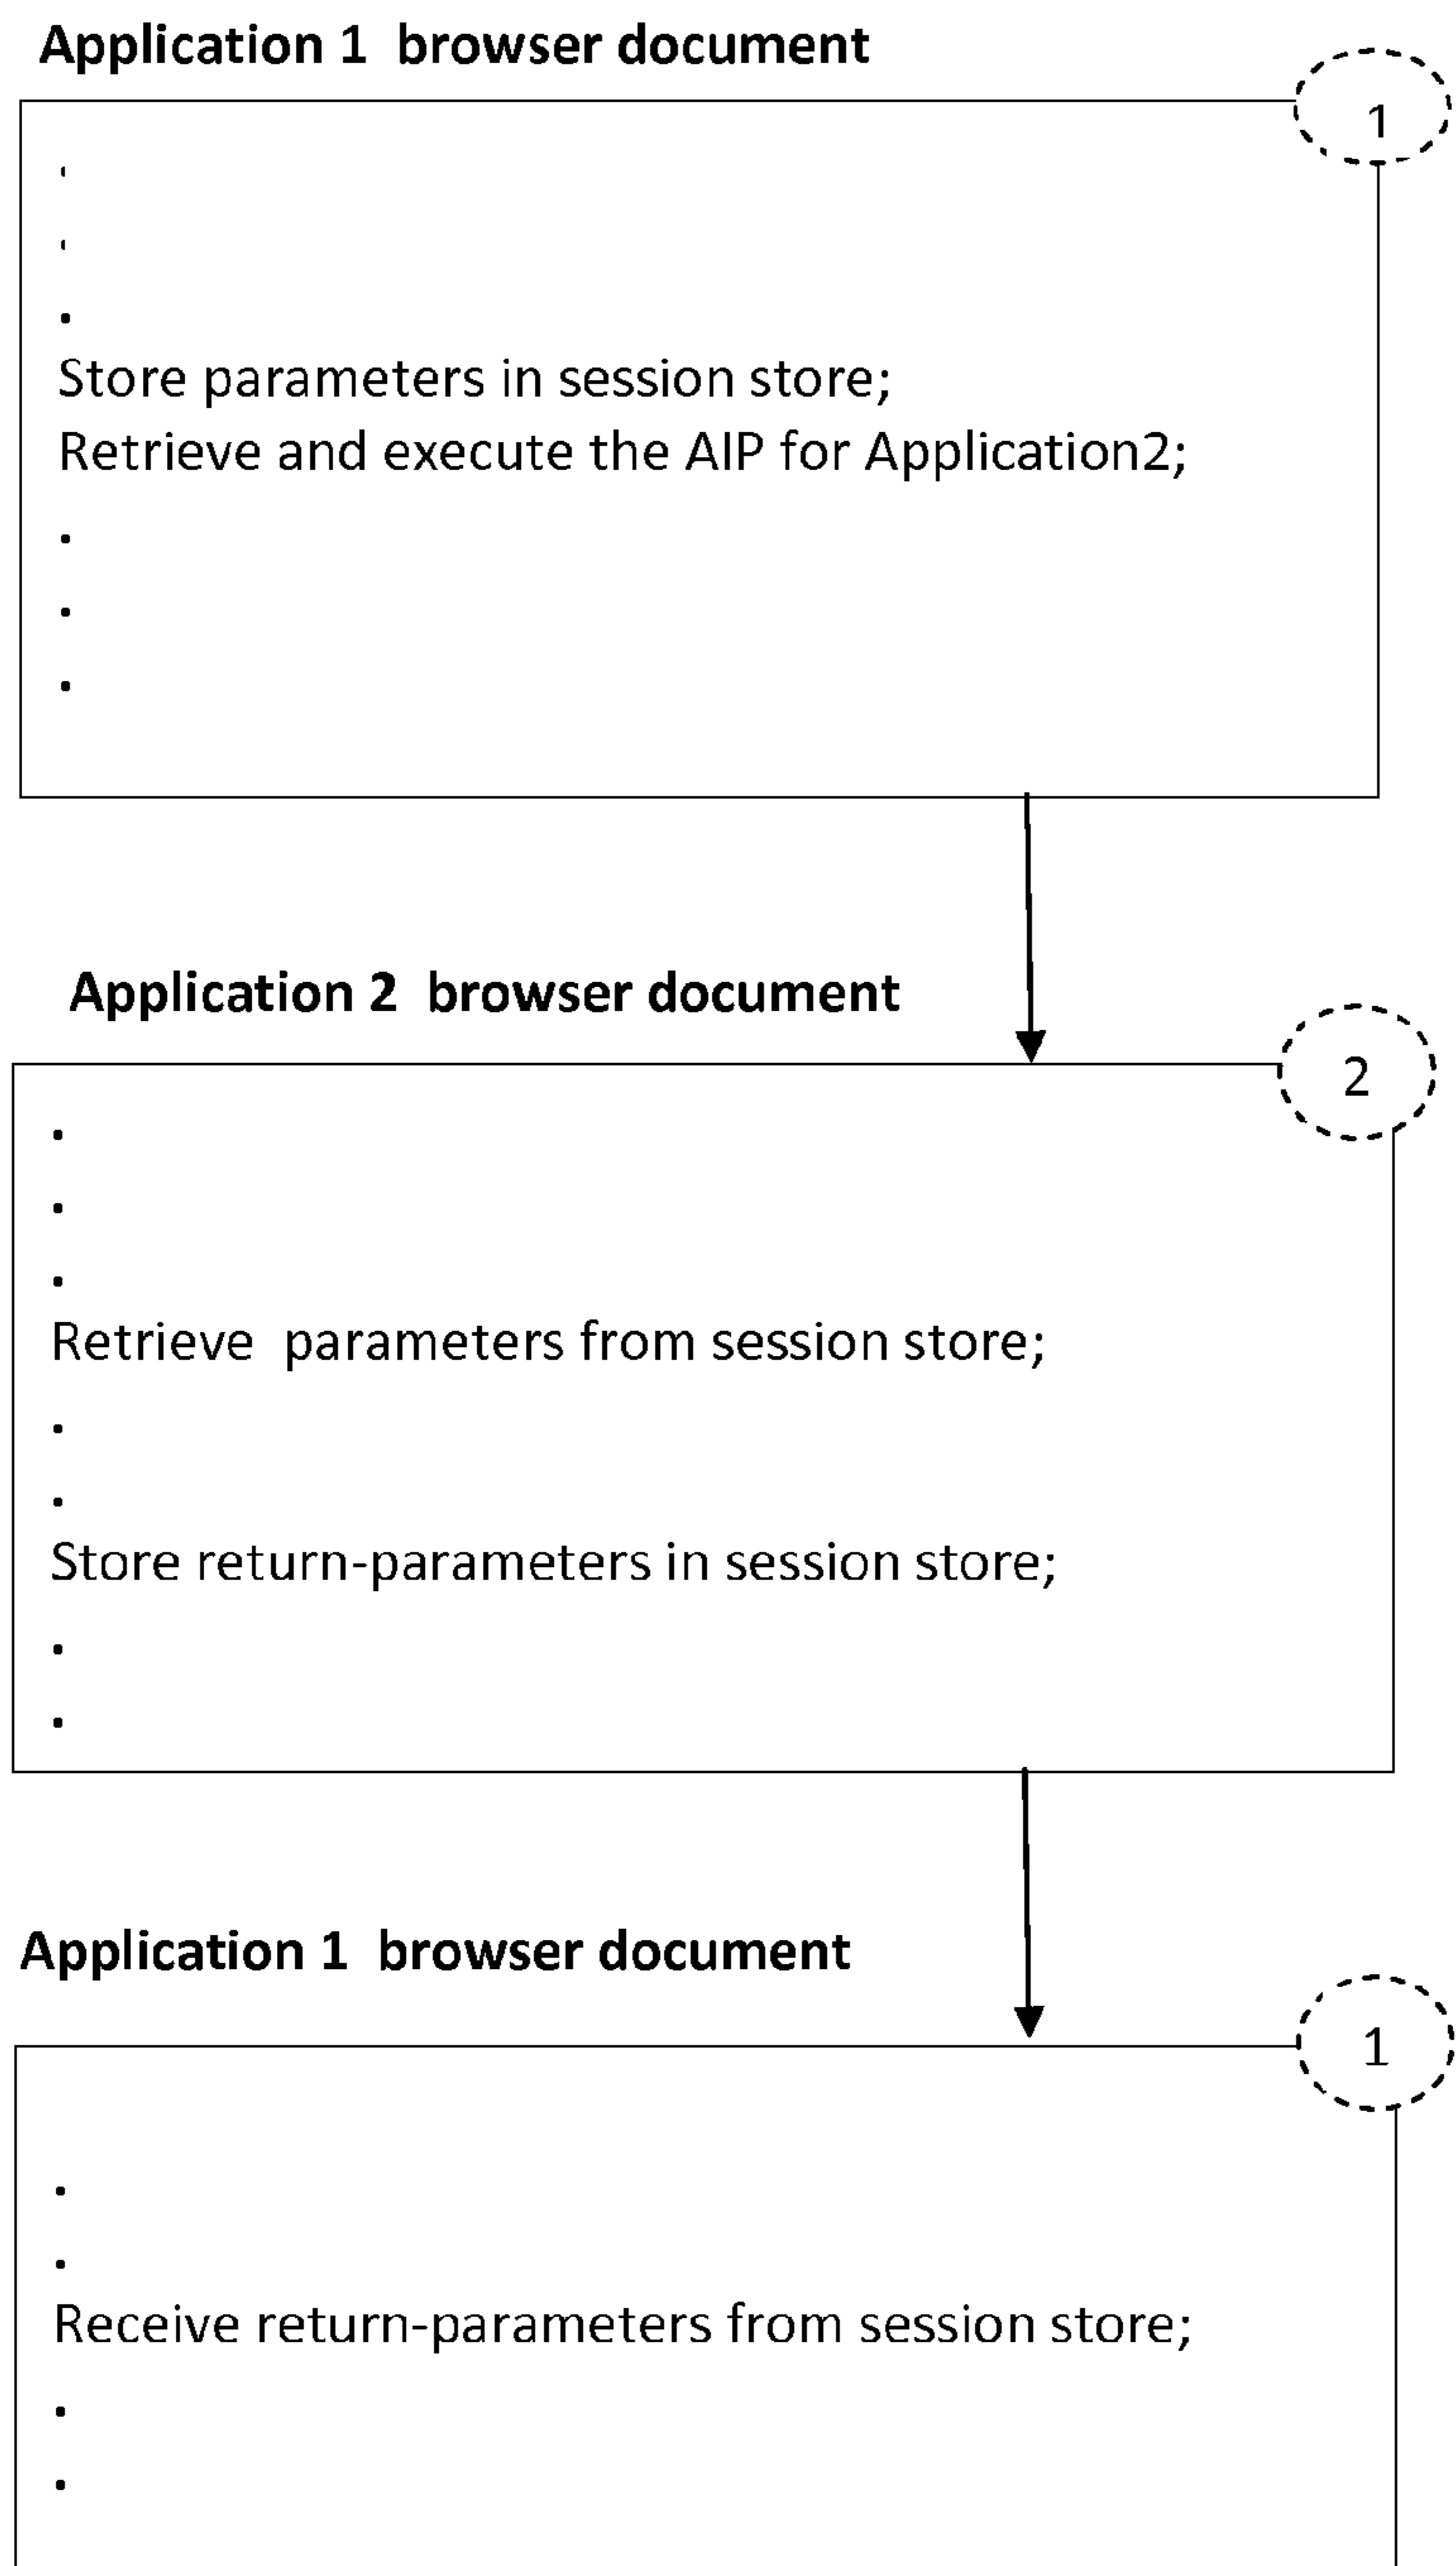 Application 1 browser document
1
.
.
.
Store parameters in session store;
Retrieve and execute the AIP for Application2;
.
.
.
Application 2 browser document
2
.
.
.
Retrieve parameters from session store;
.
.
Store return-parameters in session store;
.
.
Application 1 browser document
1
.
.
Receive return-parameters from session store;
.
.